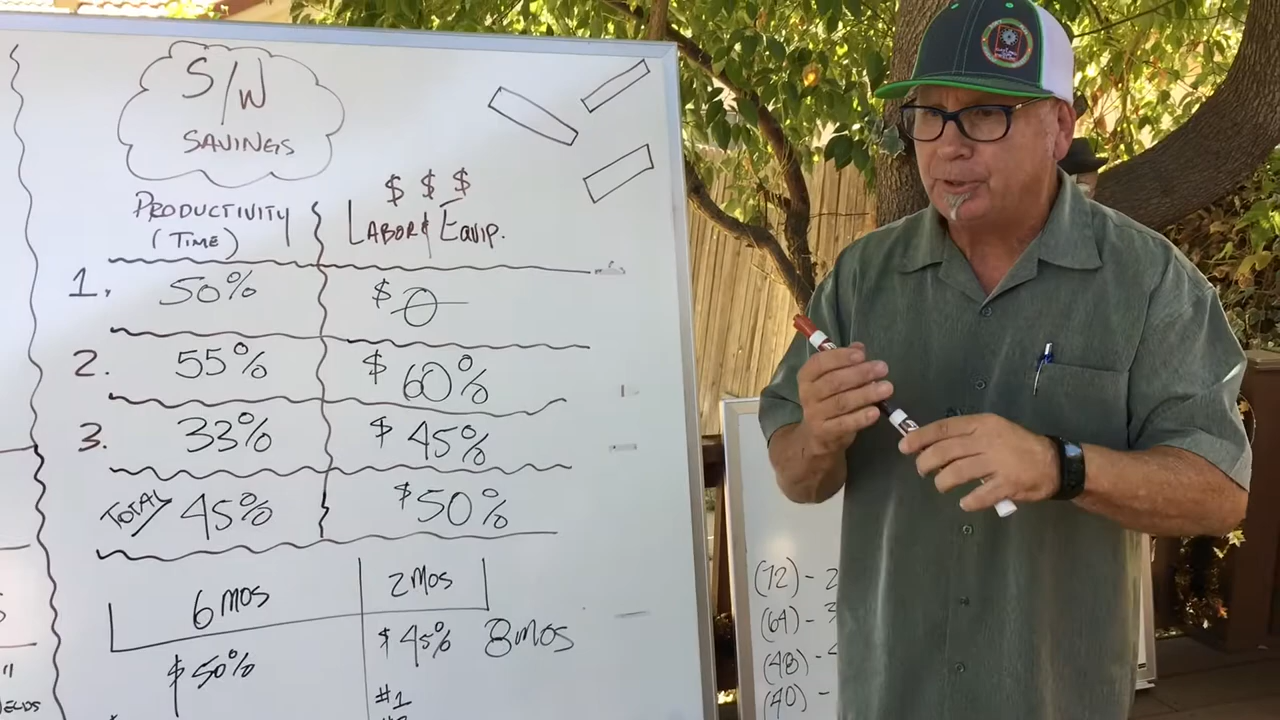 S/W
SAVINGS
PRODUCTIVITY
(TIME)
$ $ $
LABOR & EQUIP.
1. 50% $ 0
2. 55% $ 60%
3. 33% $ 45%
TOTAL 45% $50%
6 MOS 2 MOS
$ 50% $ 45% 8 MOS
#1
(72) - 2
(64) - 3
(48) -
(40) -